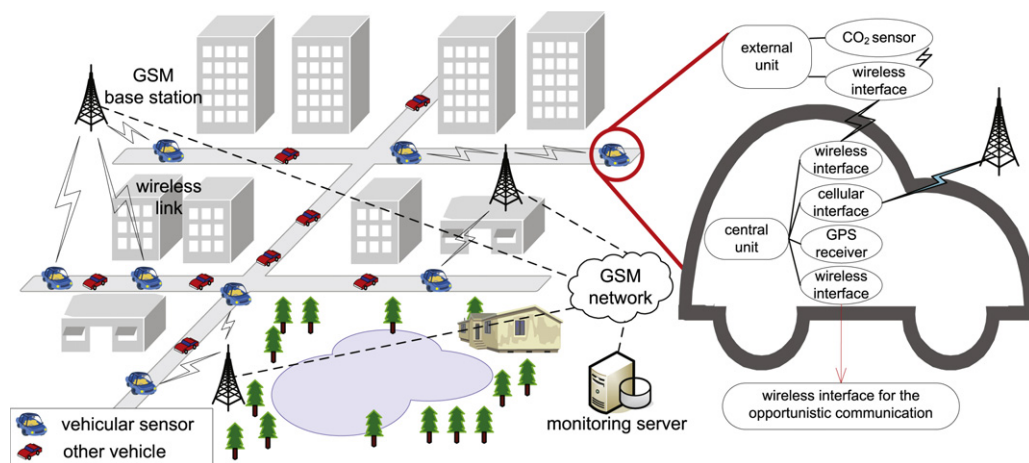 GSM
base station
wireless
link
GSM
network
monitoring server
vehicular sensor
other vehicle
external
unit
CO2 sensor
wireless
interface
wireless
interface
cellular
interface
central
unit
GPS
receiver
wireless
interface
wireless interface for the
opportunistic communication